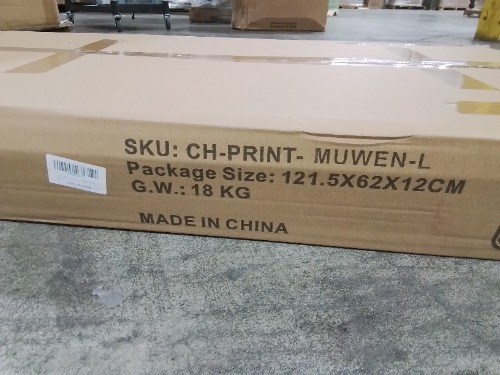 SKU: CH-PRINT- MUWEN-L
Package Size: 121.5X62X12CM
G.W.: 18 KG
MADE IN CHINA